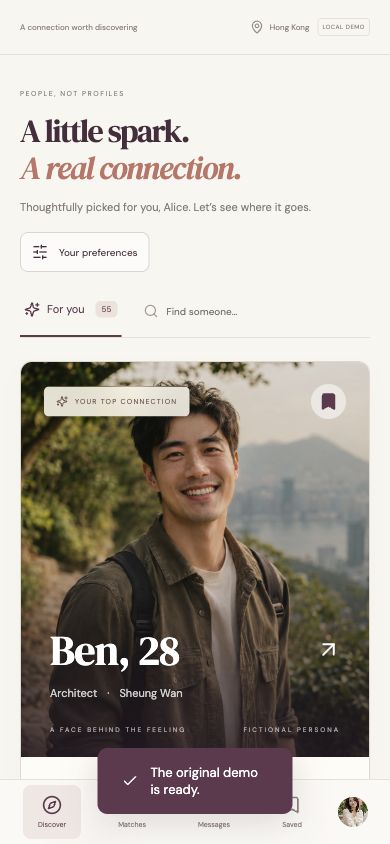 A connection worth discovering
Hong Kong
LOCAL DEMO
PEOPLE, NOT PROFILES
A little spark.
A real connection.
Thoughtfully picked for you, Alice. Let’s see where it goes.
Your preferences
For you 55
Find someone…
YOUR TOP CONNECTION
Ben, 28
Architect · Sheung Wan
A FACE BEHIND THE FEELING
FICTIONAL PERSONA
The original demo
is ready.
Discover
Matches
Messages
Saved